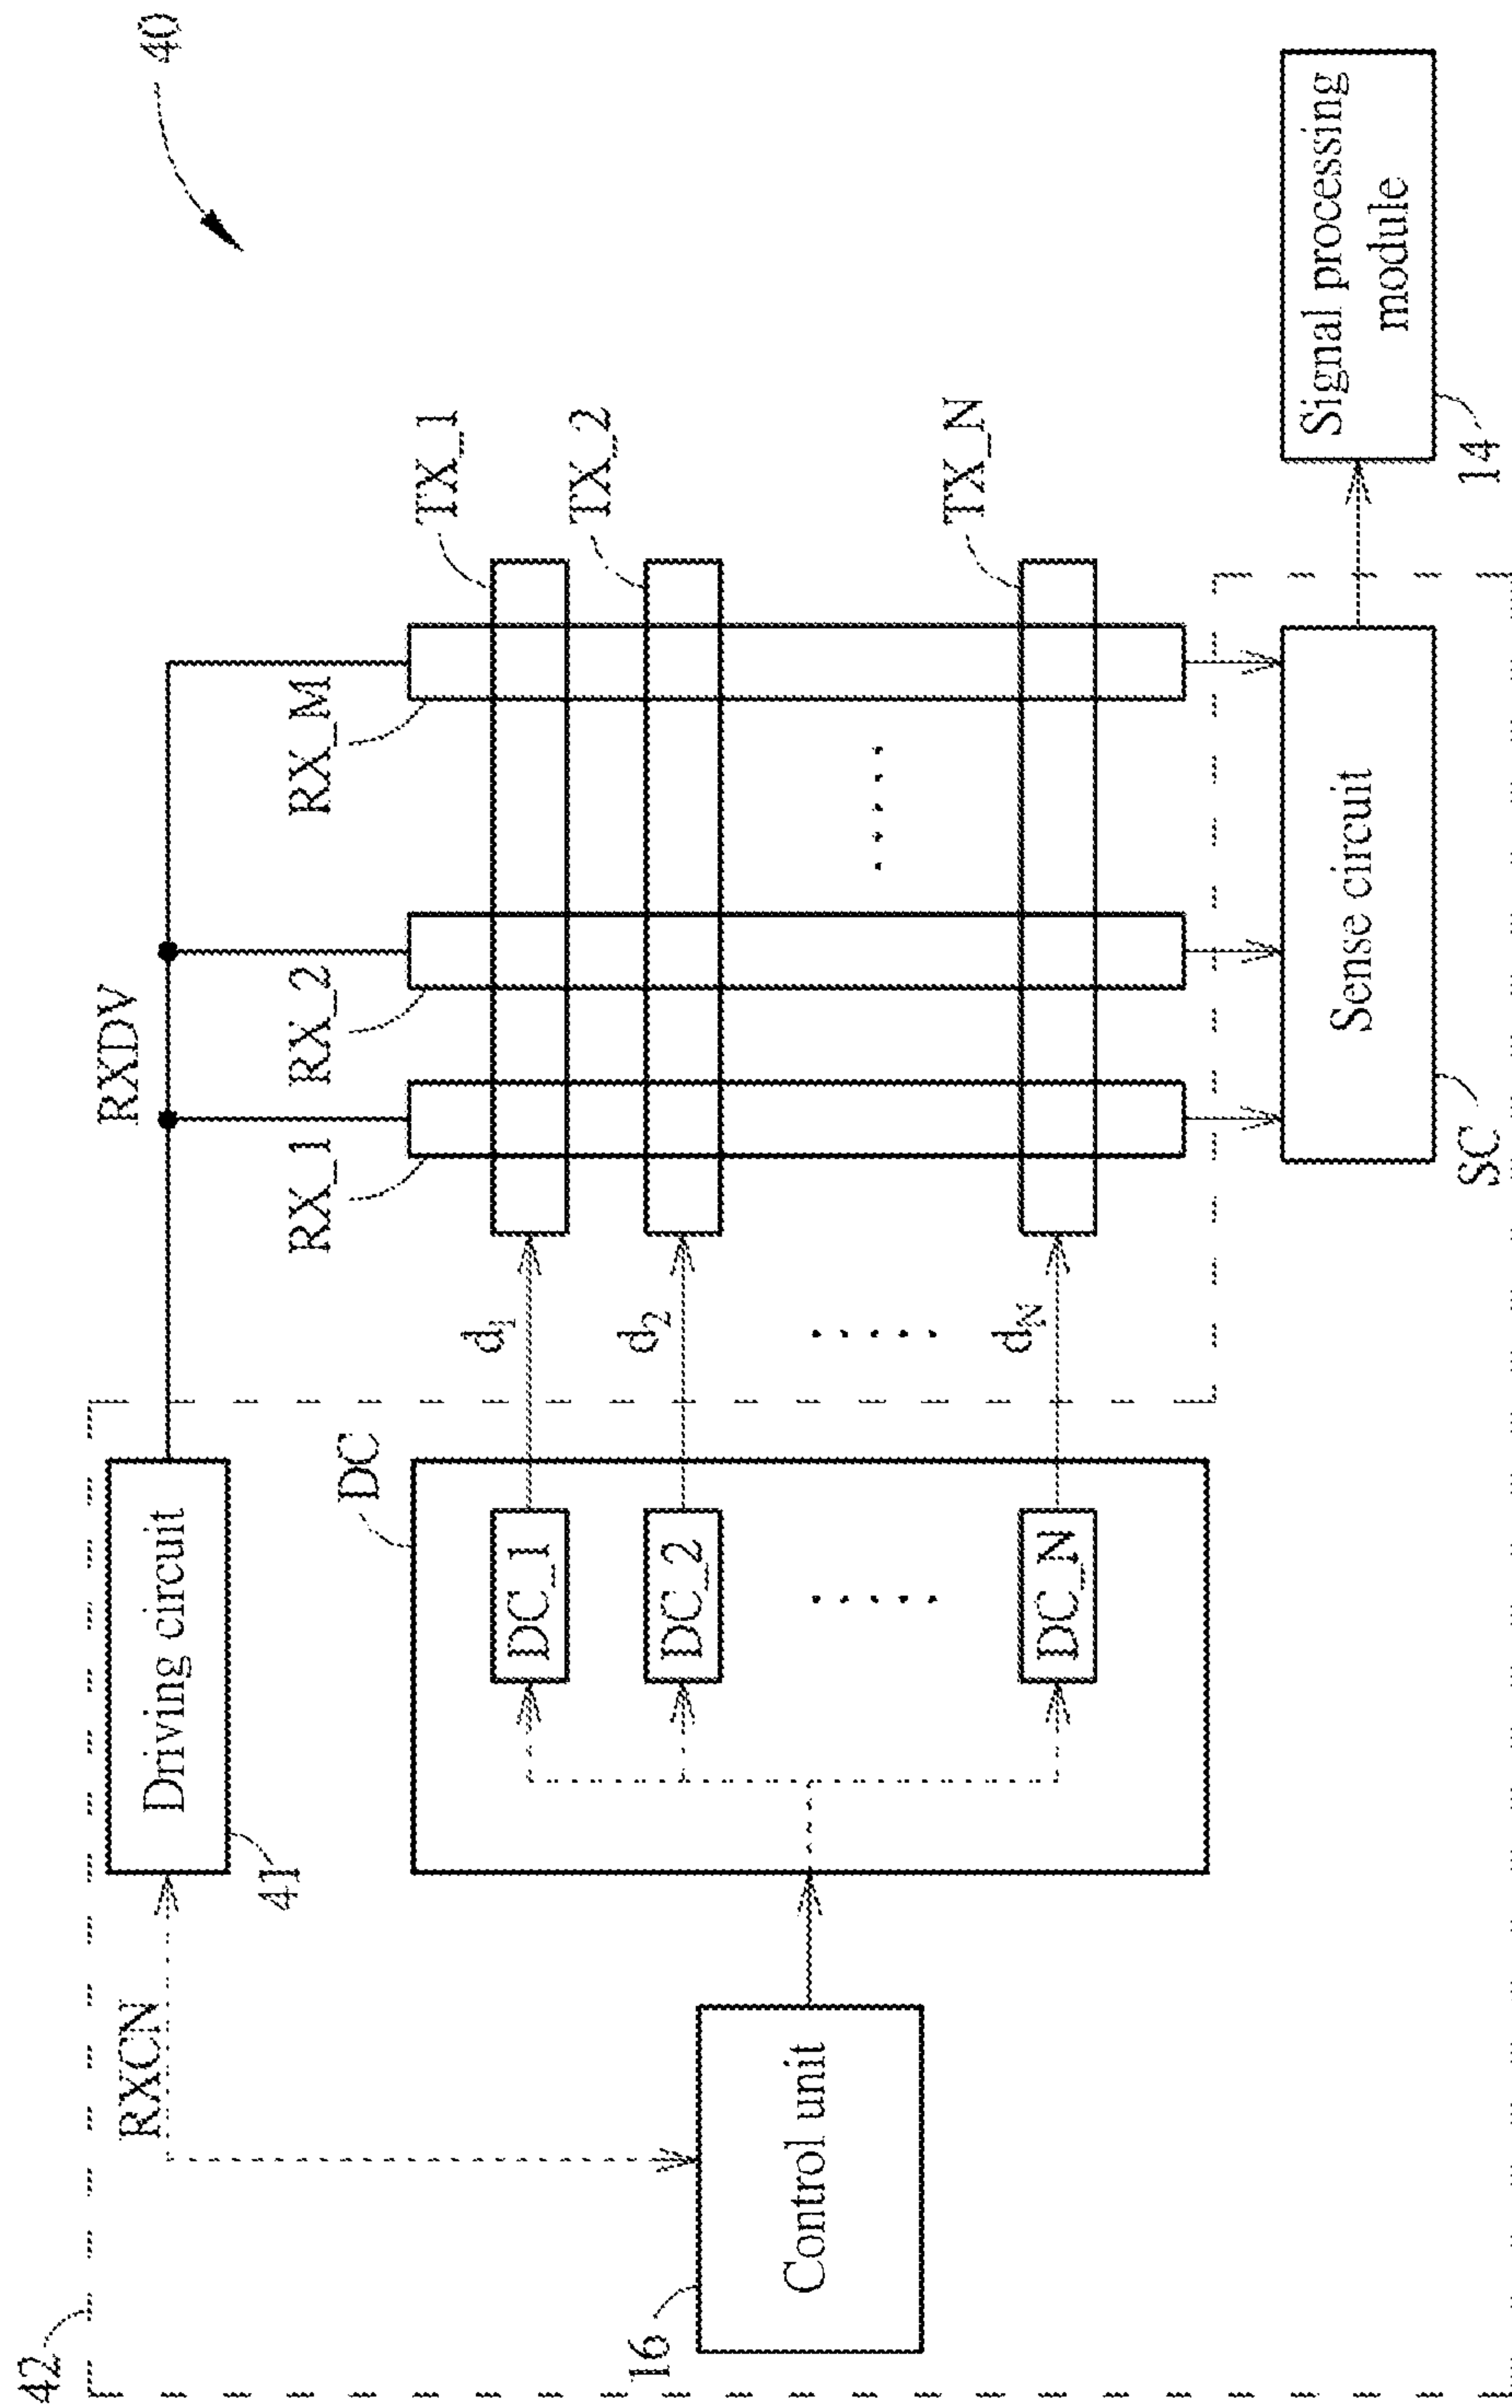 40
42
RXCN
Driving circuit
41
RXDV
RX_1
RX_2
RX_M
DC
DC_1
DC_2
DC_N
d1
d2
dN
TX_1
TX_2
TX_N
16
Control unit
Sense circuit
SC
Signal processing
module
14